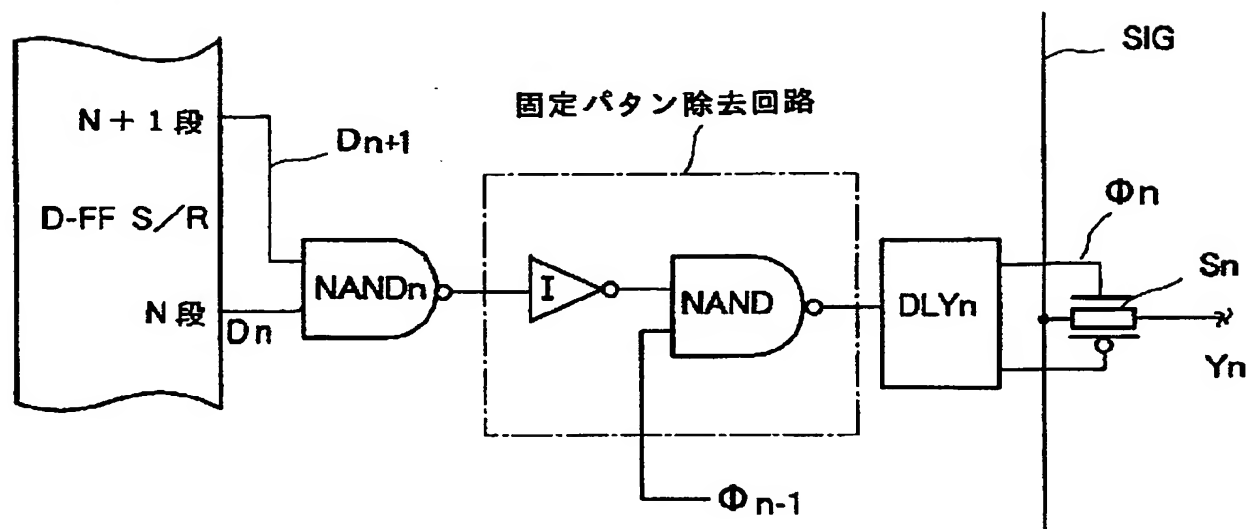 SIG
固定パタン除去回路
N+1段
Dn+1
D-FF S/R
Φn
Sn
NANDn
I
NAND
DLYn
N段
Dn
Yn
Φn-1